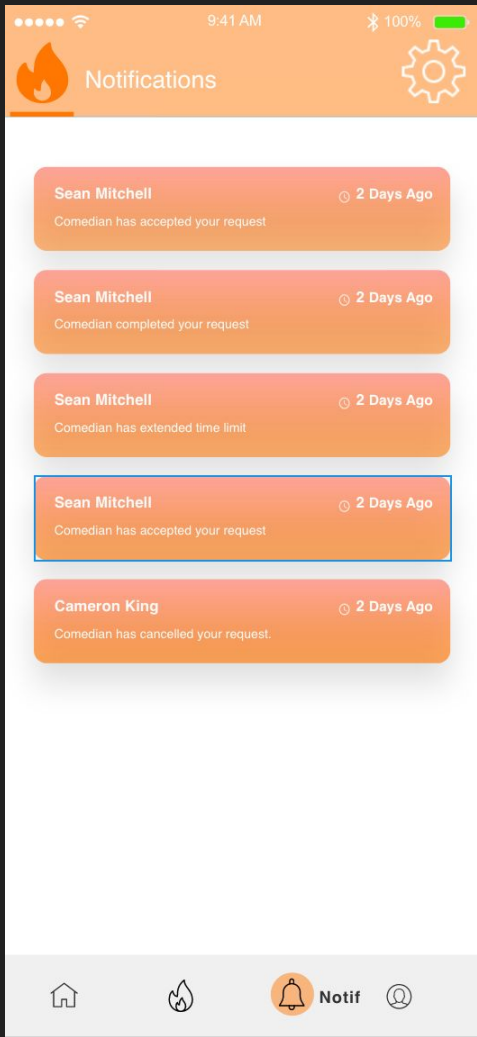 9:41 AM
100%
Notifications
Sean Mitchell
2 Days Ago
Comedian has accepted your request
Sean Mitchell
2 Days Ago
Comedian completed your request
Sean Mitchell
2 Days Ago
Comedian has extended time limit
Sean Mitchell
2 Days Ago
Comedian has accepted your request
Cameron King
2 Days Ago
Comedian has cancelled your request.
Notif